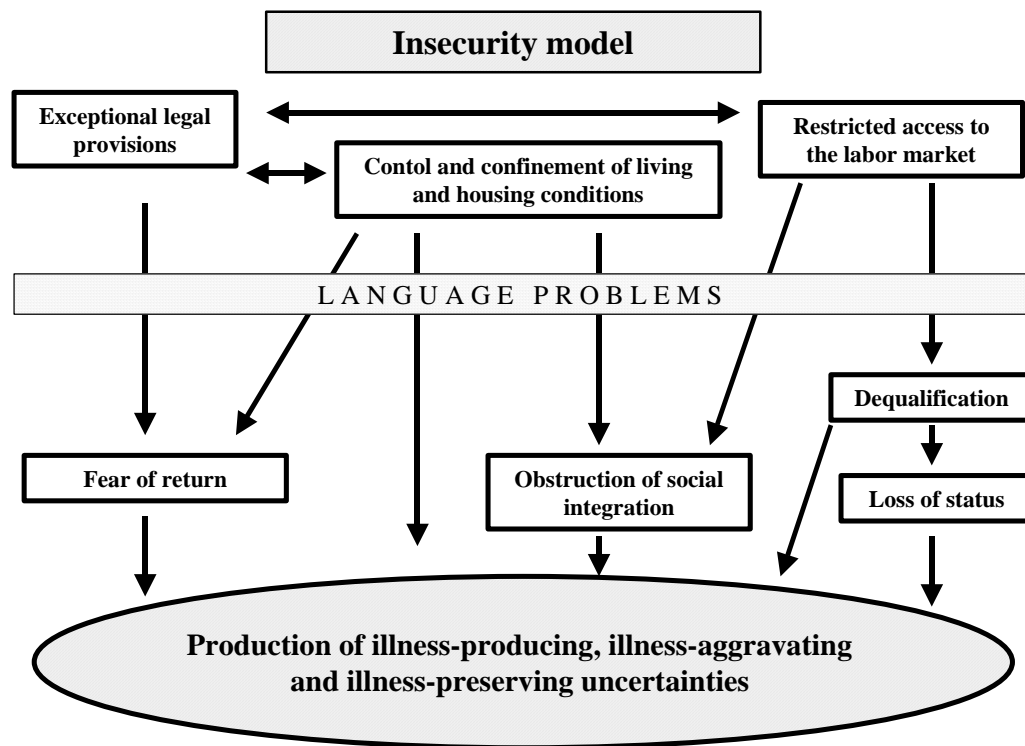 Insecurity model
Exceptional legal
provisions
Restricted access to
the labor market
Contol and confinement of living
and housing conditions
LANGUAGE PROBLEMS
Dequalification
Fear of return
Obstruction of social
integration
Loss of status
Production of illness-producing, illness-aggravating
and illness-preserving uncertainties